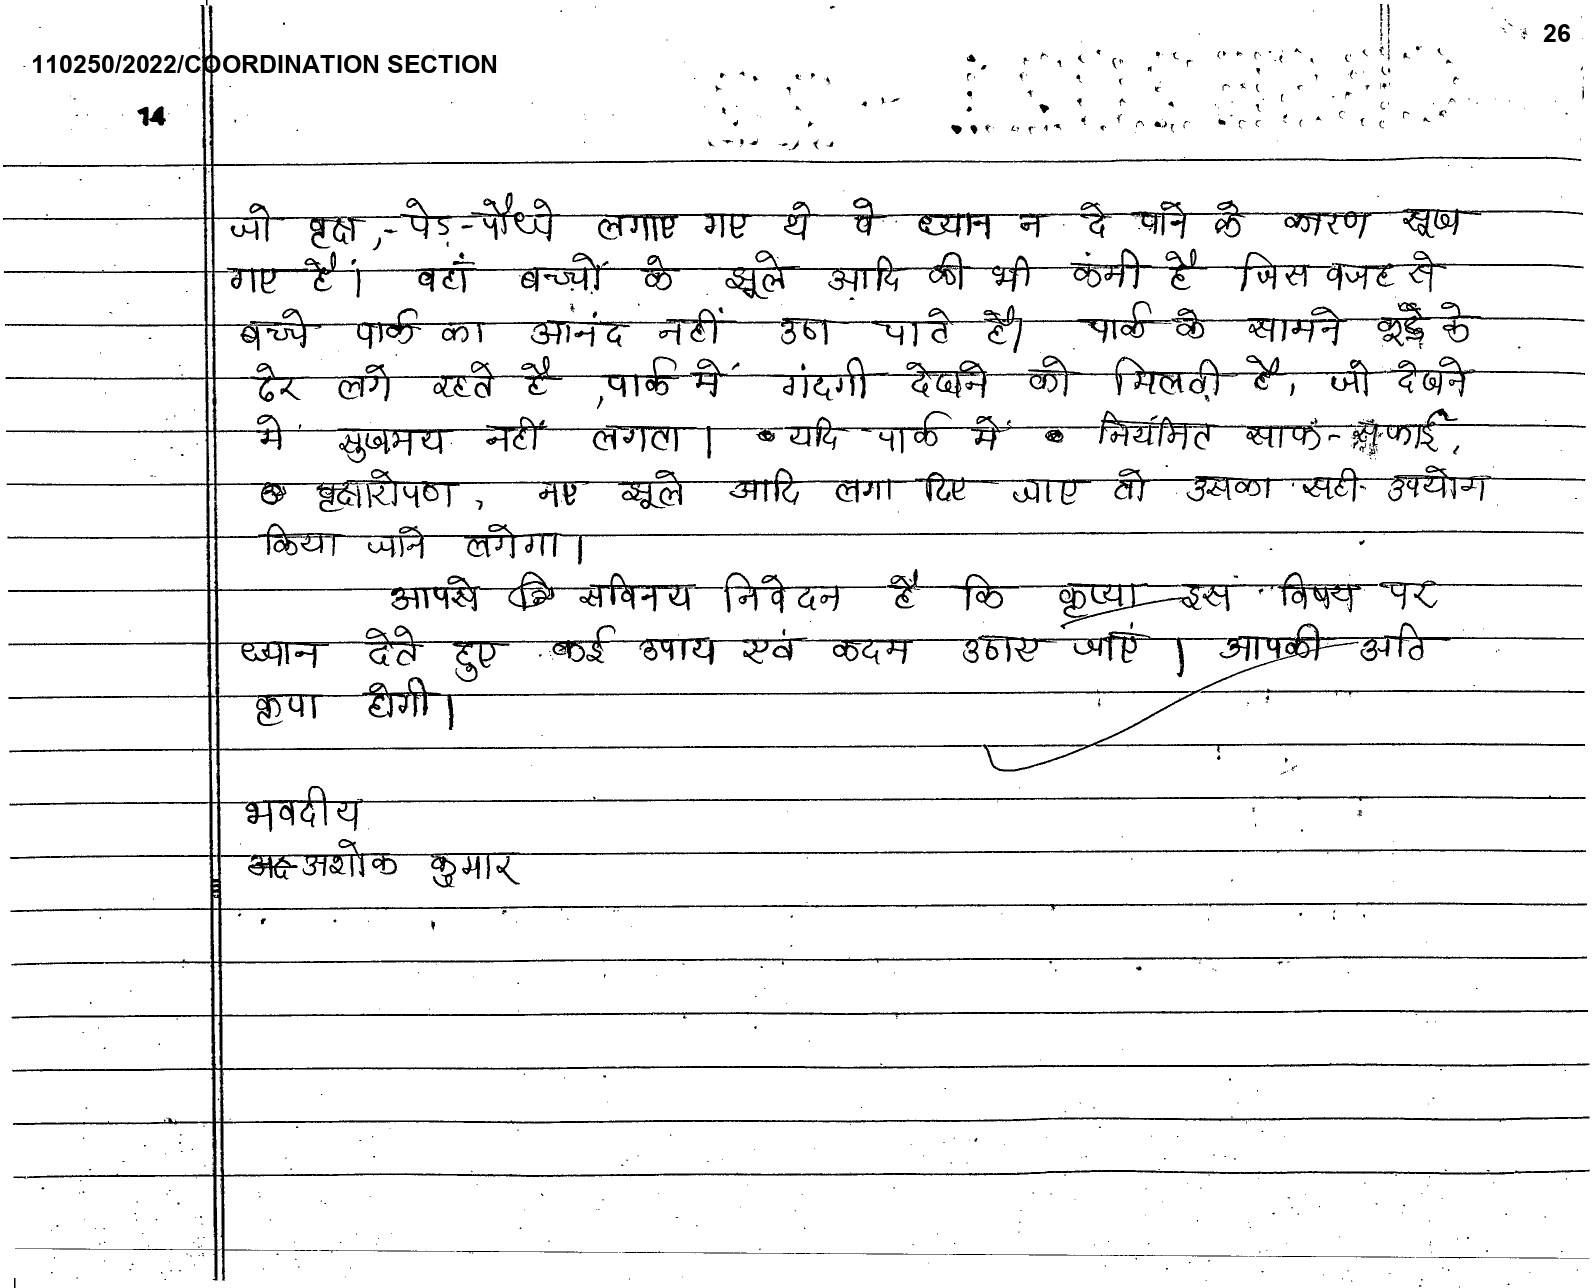 26
110250/2022/COORDINATION SECTION
14
जो वृक्ष,-पेड़-पौधे लगाए गए थे वे ध्यान न दे पाने के कारण सूख
गए हैं। वहाँ बच्चों के झूले आदि की भी कंमी है जिस वजह से
बच्चे पार्क का आनंद नहीं उठा पाते है। पार्क के सामने कूड़े के
ढेर लगे रहते है ,पार्क में गंदगी देखने को मिलती है, जो देखने
मे सुखमय नहीं लगता। यदि पार्क में नियमित साफ-सफाई,
वृक्षारोपण, नए झूले आदि लगा दिए जाए तो उसका सही उपयोग
किया जाने लगेगा।
आपसे सविनय निवेदन हैं कि कृप्या इस विषय पर
ध्यान देते हुए कई उपाय एवं कदम उठाए जाएं। आपकी अति
कृपा होगी।
भवदीय
अशोक कुमार